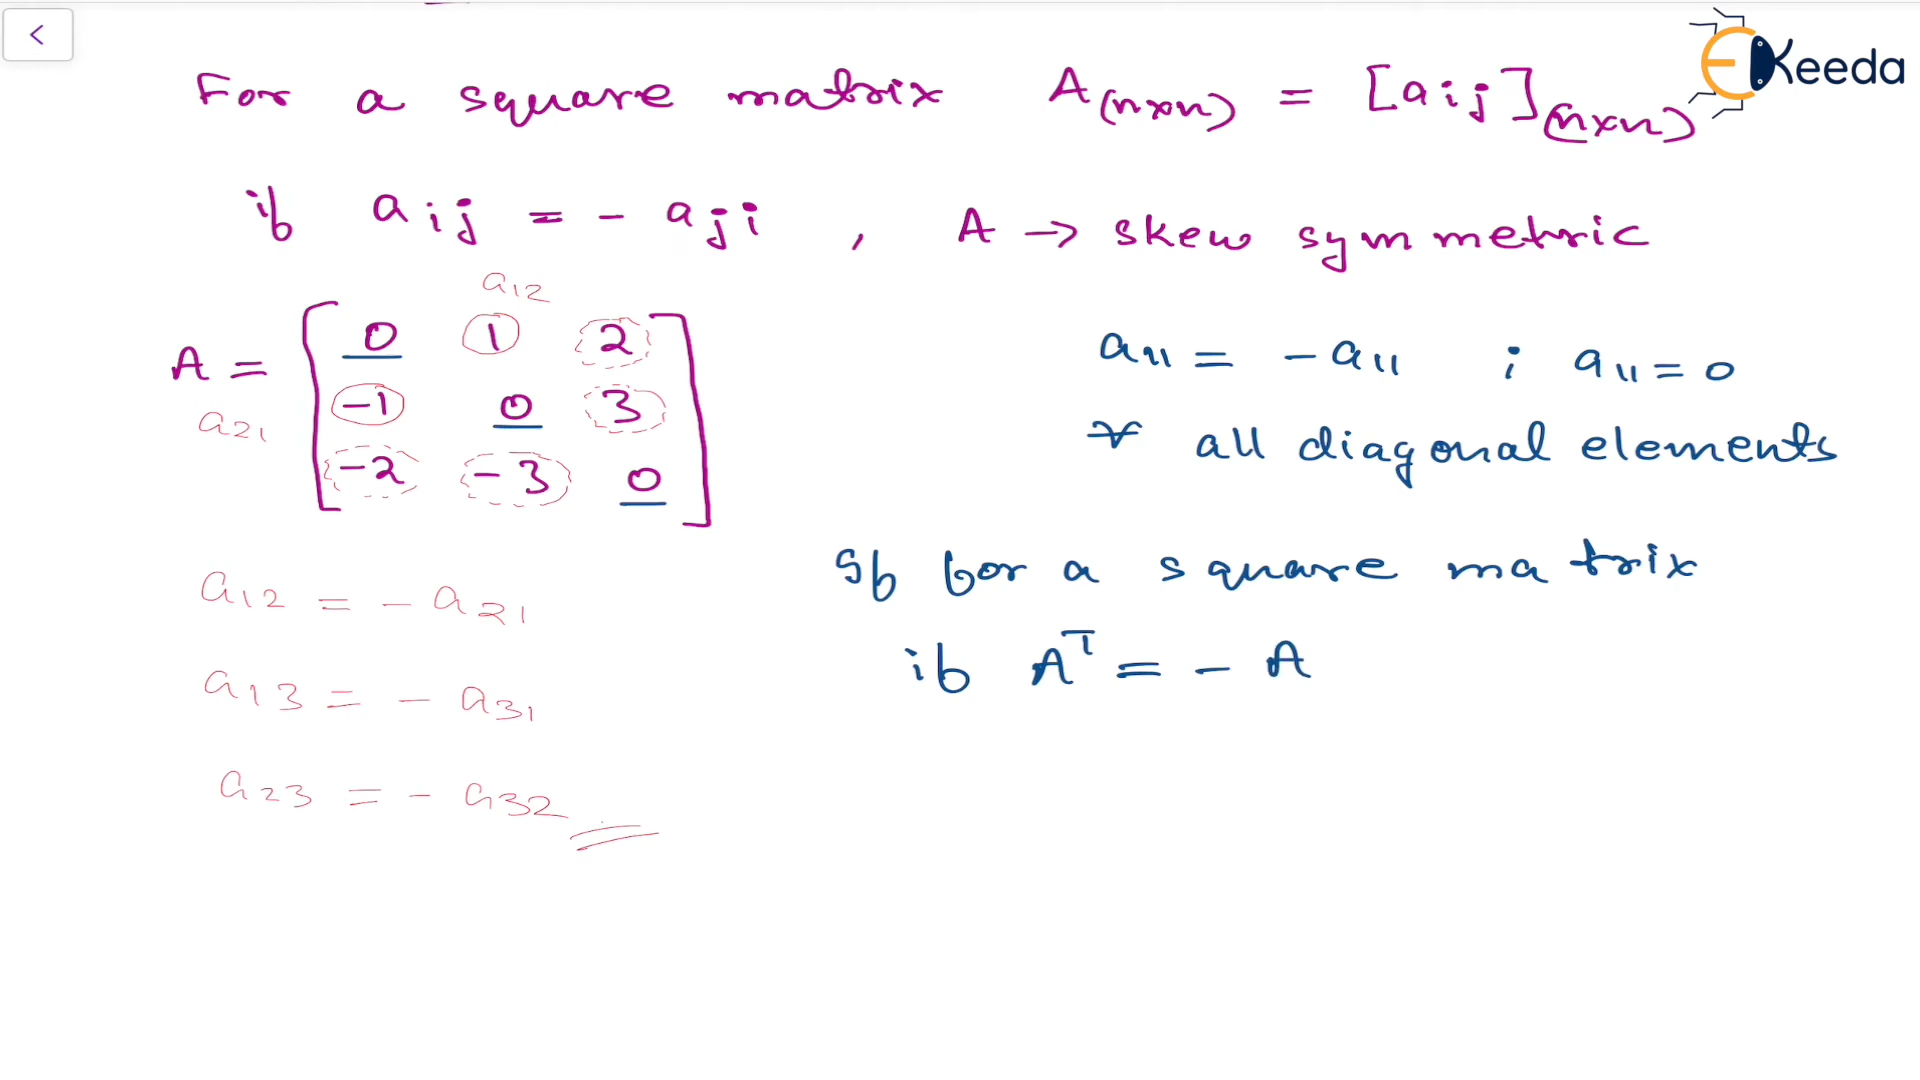 EKeeda
For a square matrix A(n×n) = [aij](n×n)
if aij = - aji , A → skew symmetric
a12
A = [ 0 1 2
-1 0 3
-2 -3 0 ]
a21
a12 = - a21
a13 = - a31
a23 = - a32
a11 = - a11 ; a11 = 0
∀ all diagonal elements
If for a square matrix
if A^T = - A